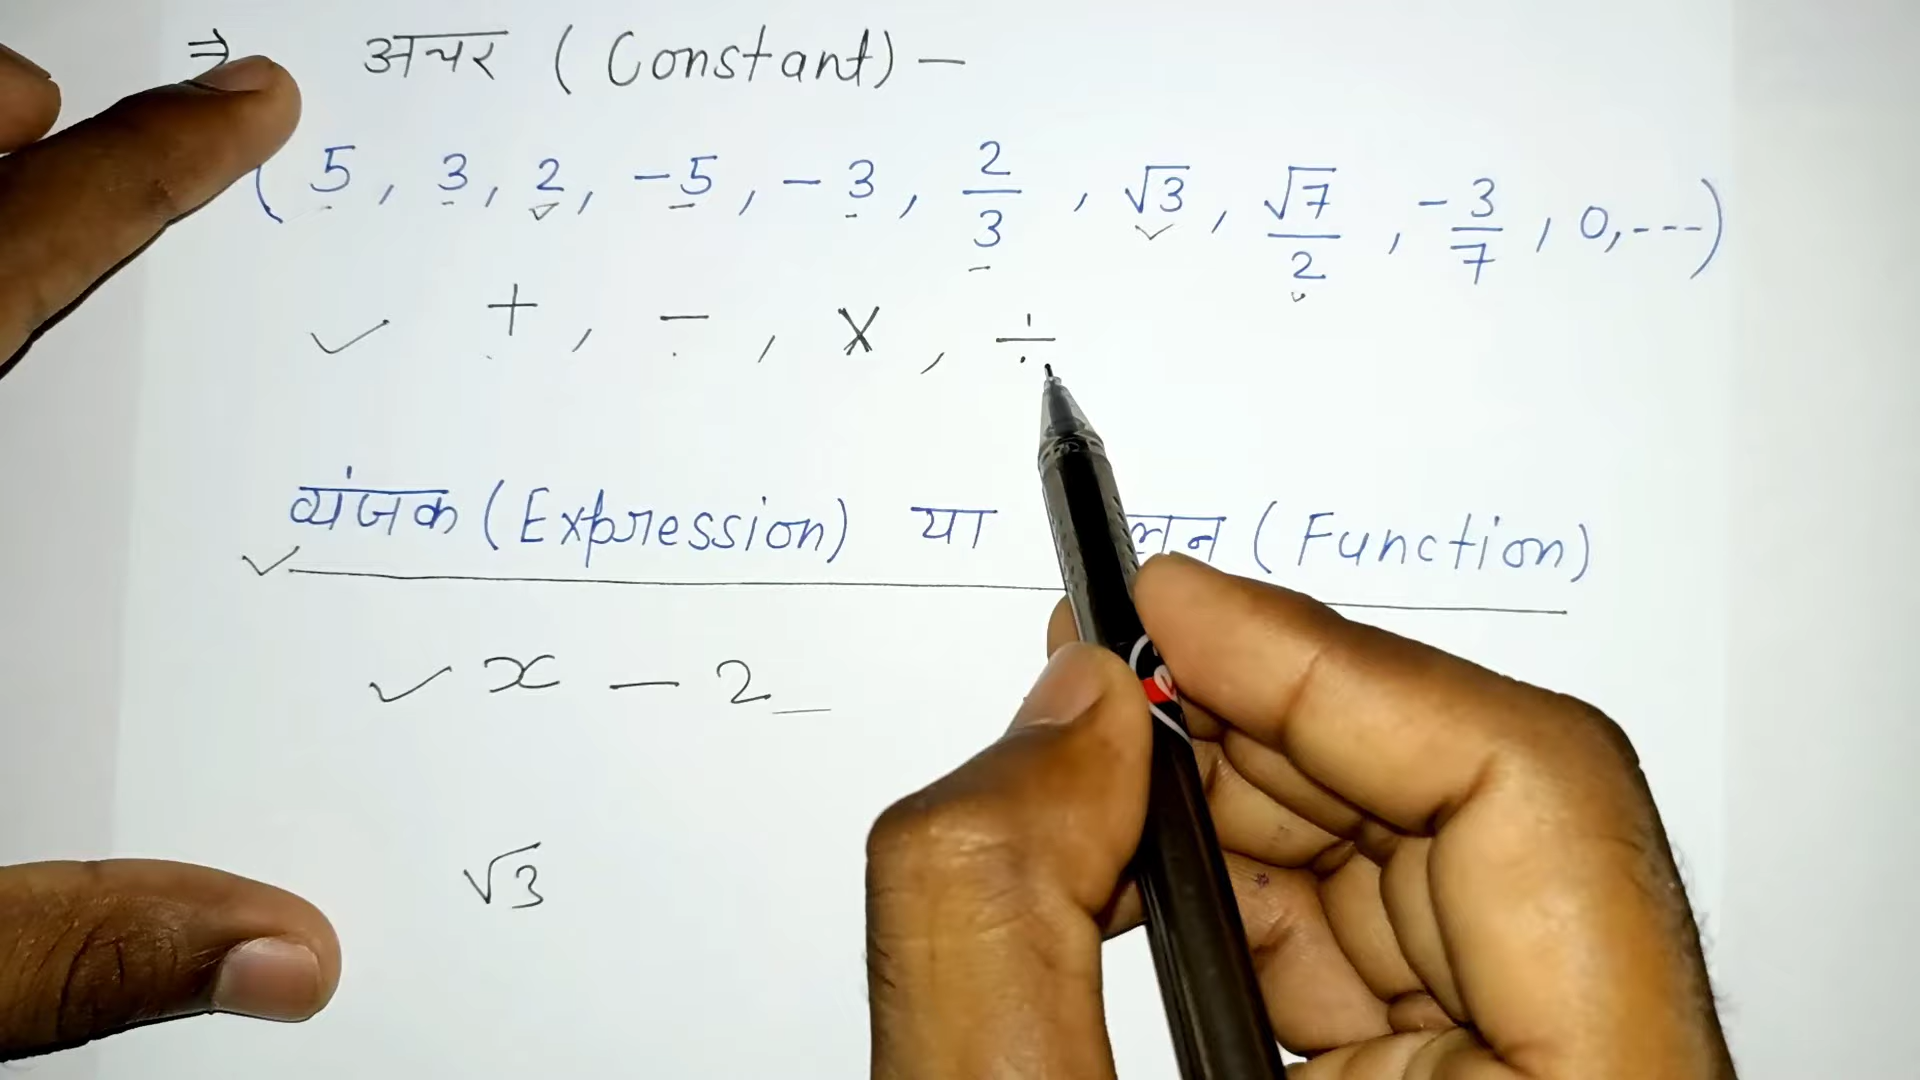 ⇒ अचर (Constant) –
(5, 3, 2, -5, -3, 2/3, √3, √7/2, -3/7, 0, ---)
✓ +, −, ×, ÷
व्यंजक (Expression) या लन (Function)
✓ x − 2
√3